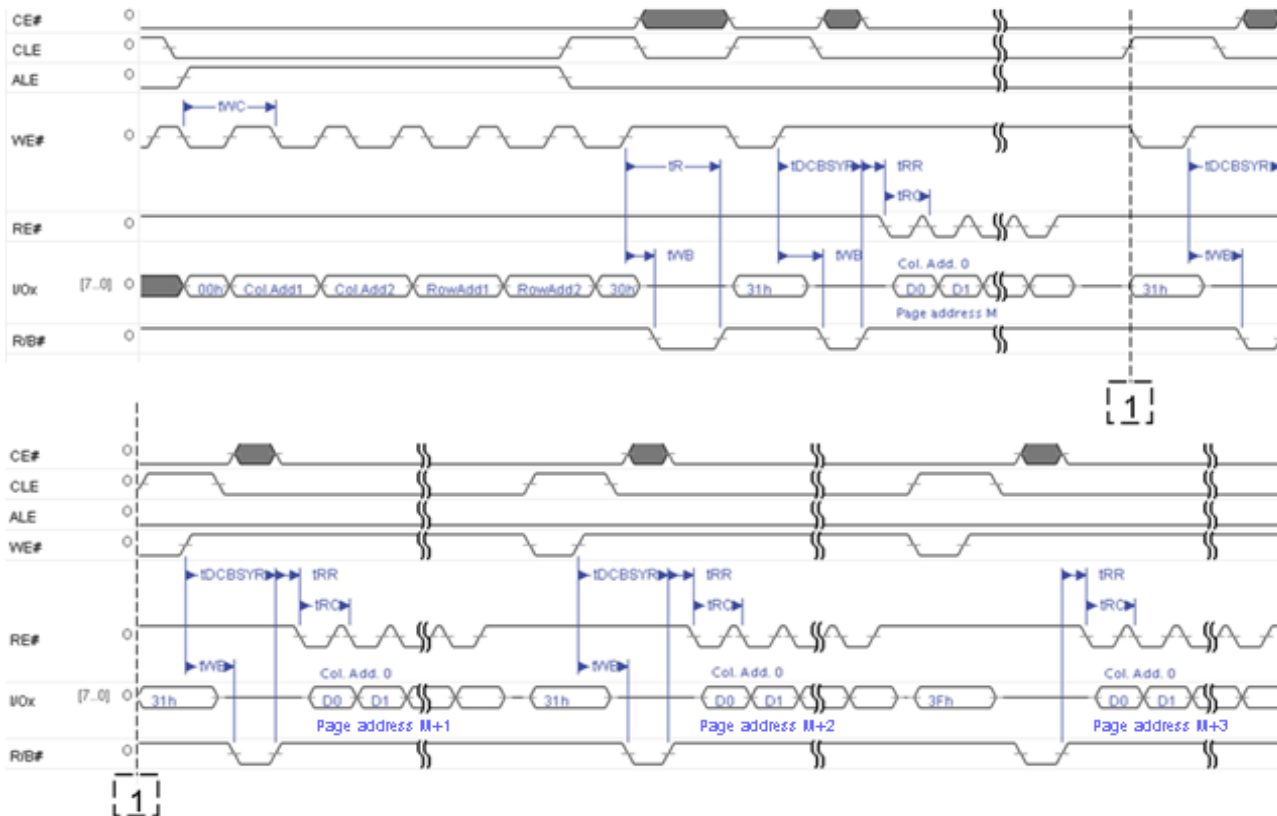 CE#
CLE
ALE
tWC
WE#
tR tDCBSYR tRR tDCBSYR
tRC
RE#
tWB tWB tWB
Col. Add. 0
I/Ox [7..0] 00h Col.Add1 Col.Add2 RowAdd1 RowAdd2 30h 31h D0 D1 31h
Page address M
R/B#
1
CE#
CLE
ALE
WE#
tDCBSYR tRR tDCBSYR tRR tRR
tRC tRC tRC
RE#
tWB Col. Add. 0 tWB Col. Add. 0 Col. Add. 0
I/Ox [7..0] 31h D0 D1 31h D0 D1 3Fh D0 D1
Page address M+1 Page address M+2 Page address M+3
R/B#
1